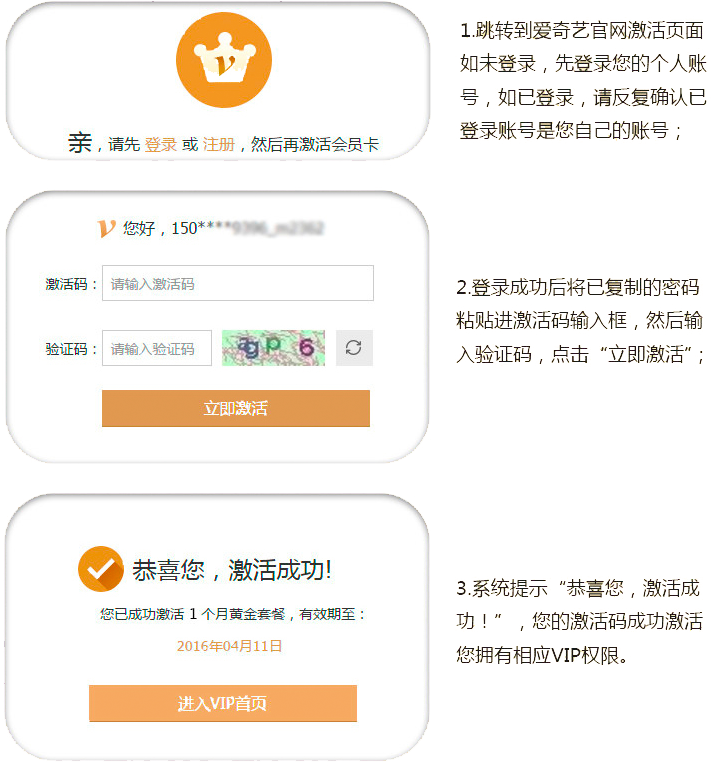 亲，请先 登录 或 注册，然后再激活会员卡
1.跳转到爱奇艺官网激活页面
如未登录，先登录您的个人账
号，如已登录，请反复确认已
登录账号是您自己的账号；
您好，150****
激活码：请输入激活码
验证码：请输入验证码 gp 6
立即激活
2.登录成功后将已复制的密码
粘贴进激活码输入框，然后输
入验证码，点击“立即激活”；
恭喜您，激活成功!
您已成功激活 1 个月黄金套餐，有效期至：
2016年04月11日
进入VIP首页
3.系统提示“恭喜您，激活成
功！”，您的激活码成功激活
您拥有相应VIP权限。